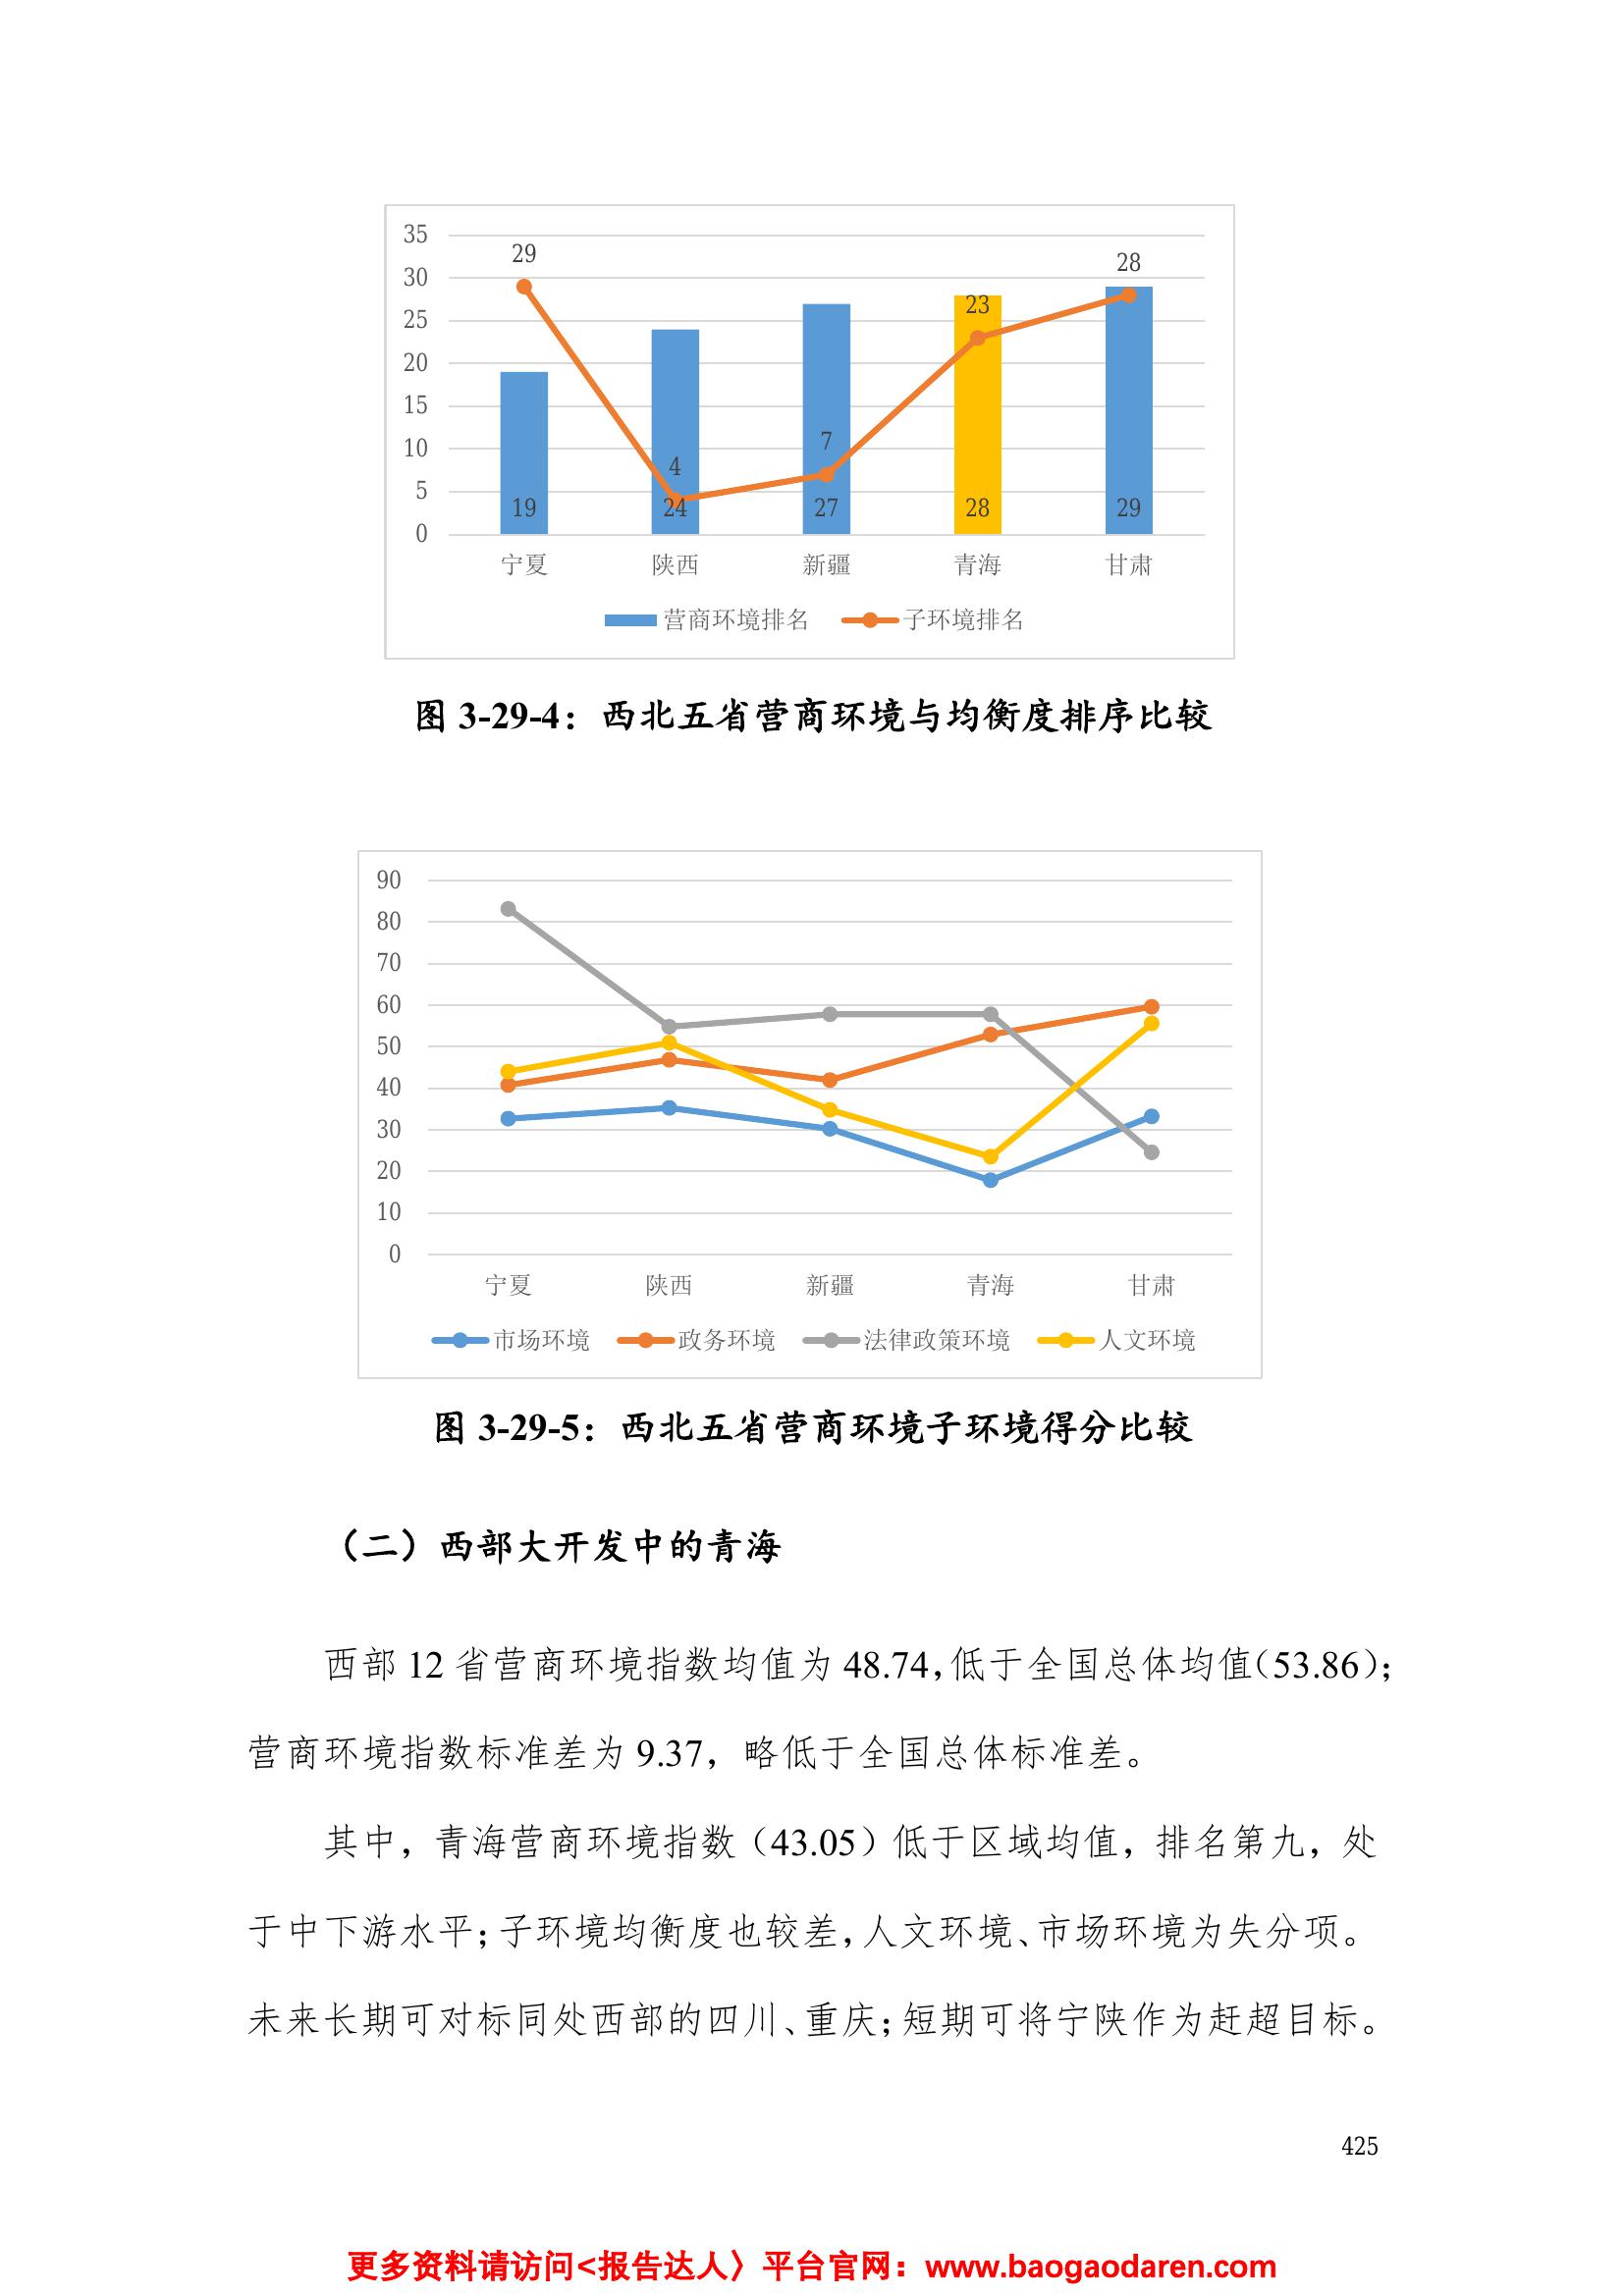 35
30
25
20
15
10
5
0
29
4
7
23
28
19
24
27
28
29
宁夏 陕西 新疆 青海 甘肃
营商环境排名 子环境排名
图 3-29-4：西北五省营商环境与均衡度排序比较
90
80
70
60
50
40
30
20
10
0
宁夏 陕西 新疆 青海 甘肃
市场环境 政务环境 法律政策环境 人文环境
图 3-29-5：西北五省营商环境子环境得分比较
（二）西部大开发中的青海
西部 12 省营商环境指数均值为 48.74，低于全国总体均值（53.86）；
营商环境指数标准差为 9.37，略低于全国总体标准差。
其中，青海营商环境指数（43.05）低于区域均值，排名第九，处
于中下游水平；子环境均衡度也较差，人文环境、市场环境为失分项。
未来长期可对标同处西部的四川、重庆；短期可将宁陕作为赶超目标。
425
更多资料请访问<报告达人〉平台官网：www.baogaodaren.com